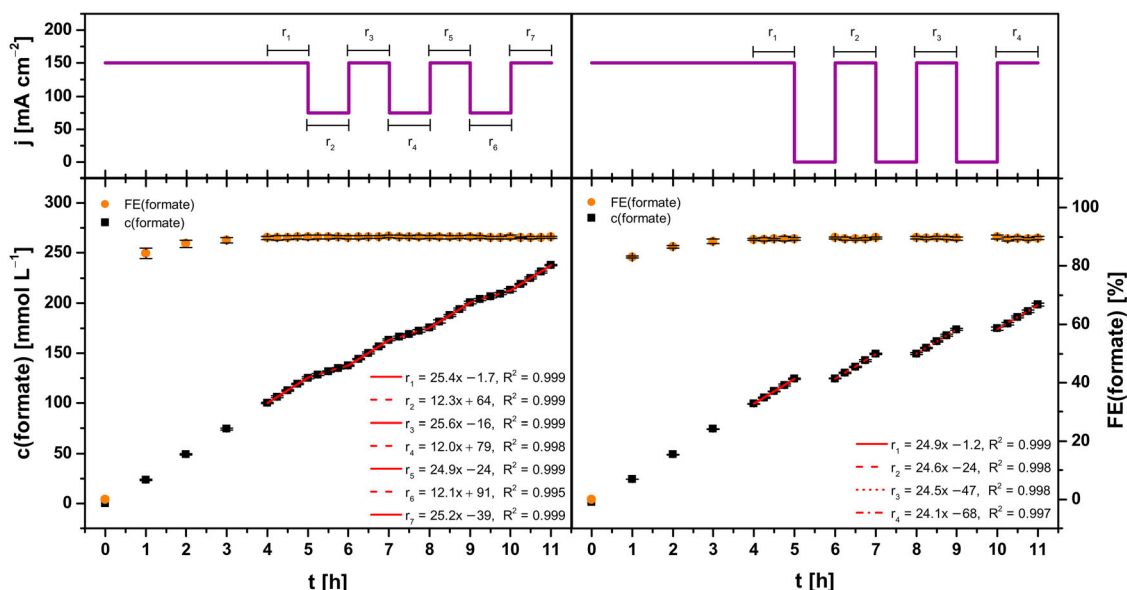 j [mA cm⁻²]
200
150
100
50
0
r₁
r₃
r₅
r₇
r₂
r₄
r₆
r₁
r₂
r₃
r₄
c(formate) [mmol L⁻¹]
300
250
200
150
100
50
0
FE(formate)
c(formate)
r₁ = 25.4x − 1.7, R² = 0.999
r₂ = 12.3x + 64, R² = 0.999
r₃ = 25.6x − 16, R² = 0.999
r₄ = 12.0x + 79, R² = 0.998
r₅ = 24.9x − 24, R² = 0.999
r₆ = 12.1x + 91, R² = 0.995
r₇ = 25.2x − 39, R² = 0.999
0 1 2 3 4 5 6 7 8 9 10 11
t [h]
FE(formate)
c(formate)
r₁ = 24.9x − 1.2, R² = 0.999
r₂ = 24.6x − 24, R² = 0.998
r₃ = 24.5x − 47, R² = 0.998
r₄ = 24.1x − 68, R² = 0.997
0 1 2 3 4 5 6 7 8 9 10 11
t [h]
100
80
60
40
20
0
FE(formate) [%]